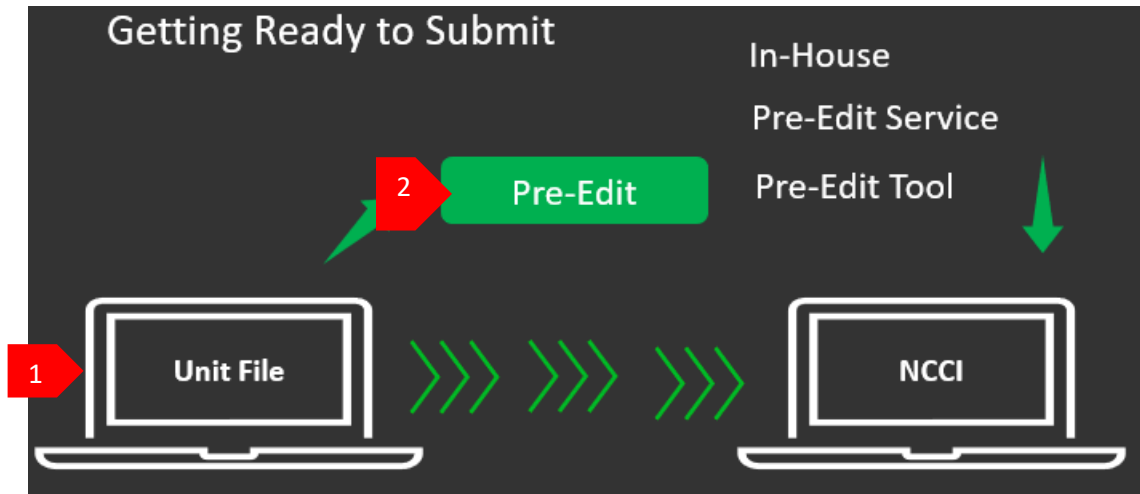 Getting Ready to Submit
In-House
Pre-Edit Service
Pre-Edit Tool
2
Pre-Edit
1
Unit File
NCCI